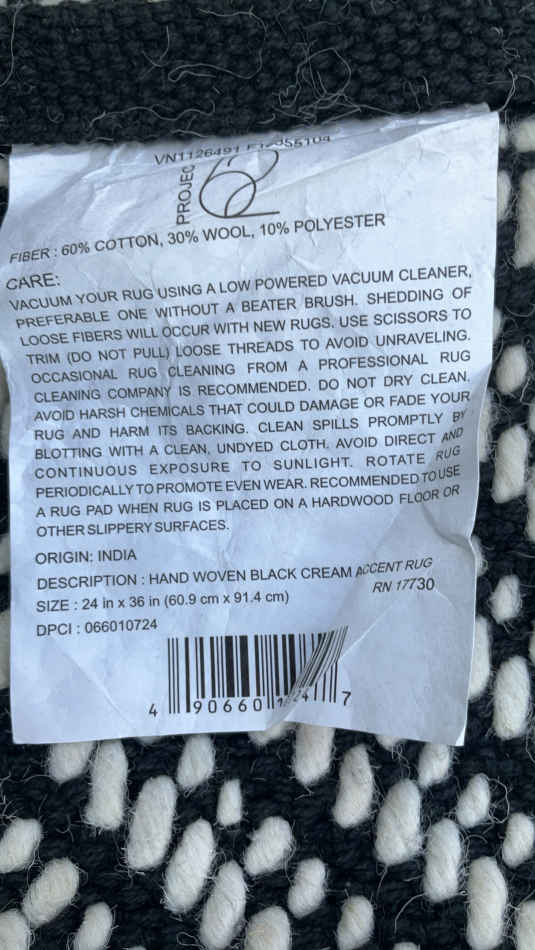 VN1126491
PROJEC 62
FIBER : 60% COTTON, 30% WOOL, 10% POLYESTER
CARE:
VACUUM YOUR RUG USING A LOW POWERED VACUUM CLEANER,
PREFERABLE ONE WITHOUT A BEATER BRUSH. SHEDDING OF
LOOSE FIBERS WILL OCCUR WITH NEW RUGS. USE SCISSORS TO
TRIM (DO NOT PULL) LOOSE THREADS TO AVOID UNRAVELING.
OCCASIONAL RUG CLEANING FROM A PROFESSIONAL RUG
CLEANING COMPANY IS RECOMMENDED. DO NOT DRY CLEAN.
AVOID HARSH CHEMICALS THAT COULD DAMAGE OR FADE YOUR
RUG AND HARM ITS BACKING. CLEAN SPILLS PROMPTLY BY
BLOTTING WITH A CLEAN, UNDYED CLOTH. AVOID DIRECT AND
CONTINUOUS EXPOSURE TO SUNLIGHT. ROTATE RUG
PERIODICALLY TO PROMOTE EVEN WEAR. RECOMMENDED TO USE
A RUG PAD WHEN RUG IS PLACED ON A HARDWOOD FLOOR OR
OTHER SLIPPERY SURFACES.
ORIGIN: INDIA
DESCRIPTION : HAND WOVEN BLACK CREAM ACCENT RUG
SIZE : 24 in x 36 in (60.9 cm x 91.4 cm) RN 17730
DPCI : 066010724
4 90660 7